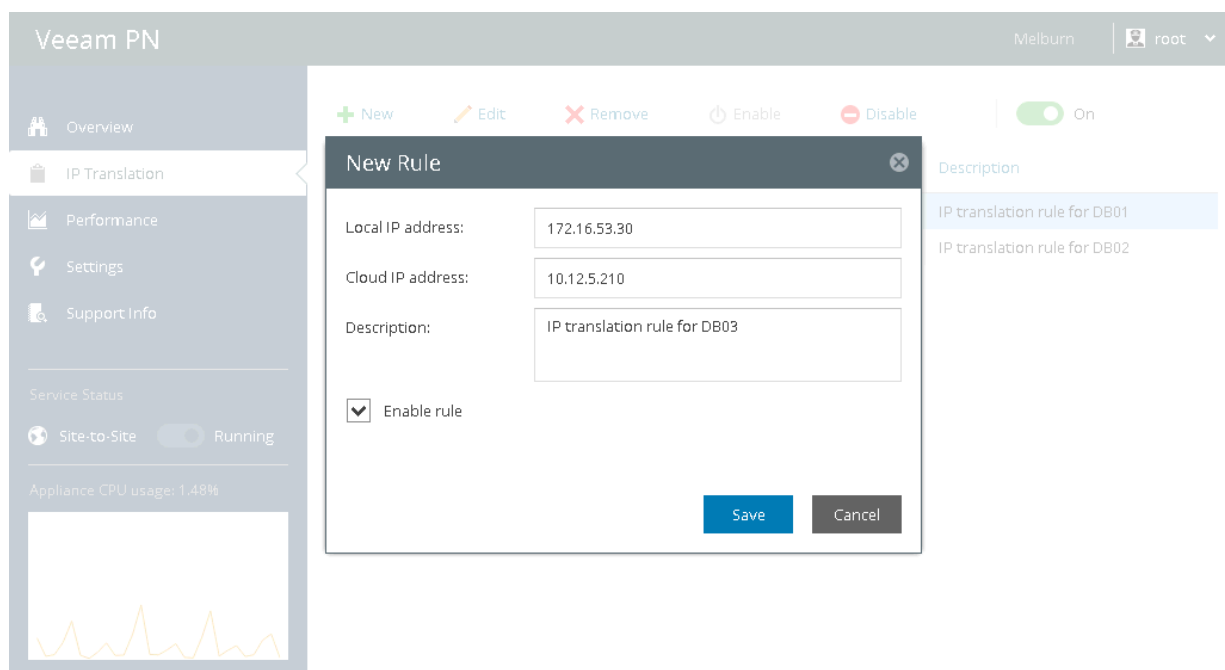 Veeam PN
Melburn
root
New
Edit
Remove
Enable
Disable
On
Overview
IP Translation
Performance
Settings
Support Info
Service Status
Site-to-Site
Running
Appliance CPU usage: 1.48%
New Rule
Local IP address:
172.16.53.30
Cloud IP address:
10.12.5.210
Description:
IP translation rule for DB03
Enable rule
Save
Cancel
Description
IP translation rule for DB01
IP translation rule for DB02